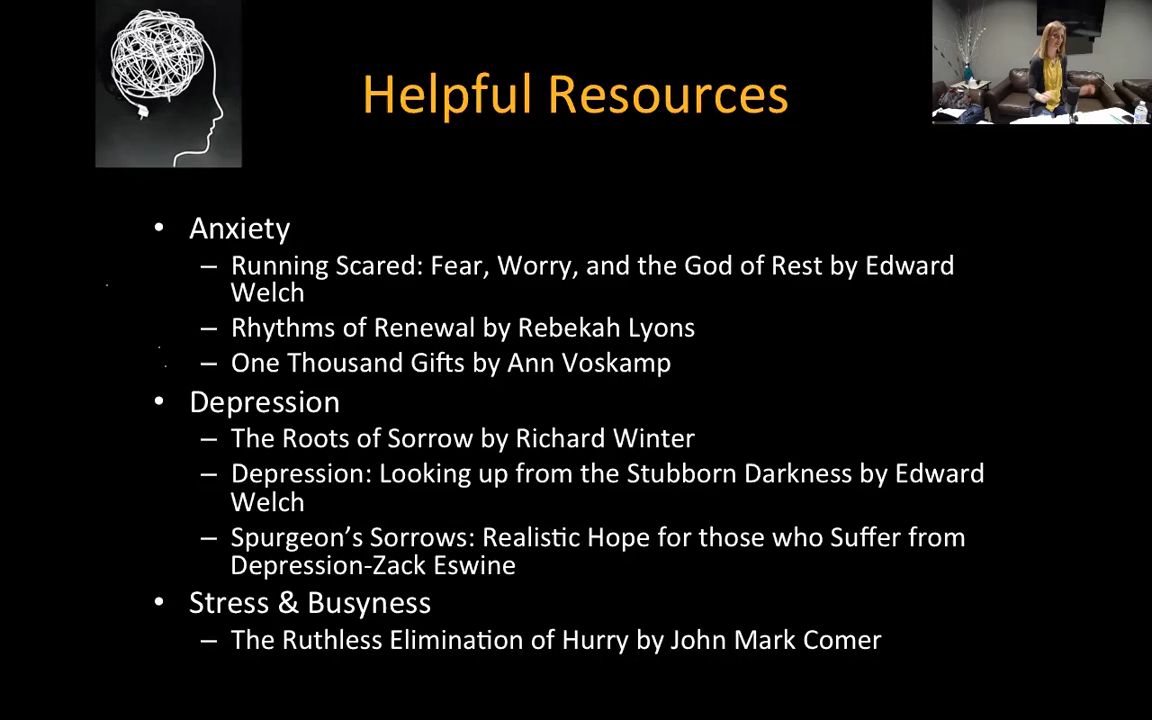 Helpful Resources
• Anxiety
– Running Scared: Fear, Worry, and the God of Rest by Edward
Welch
– Rhythms of Renewal by Rebekah Lyons
– One Thousand Gifts by Ann Voskamp
• Depression
– The Roots of Sorrow by Richard Winter
– Depression: Looking up from the Stubborn Darkness by Edward
Welch
– Spurgeon’s Sorrows: Realistic Hope for those who Suffer from
Depression-Zack Eswine
• Stress & Busyness
– The Ruthless Elimination of Hurry by John Mark Comer